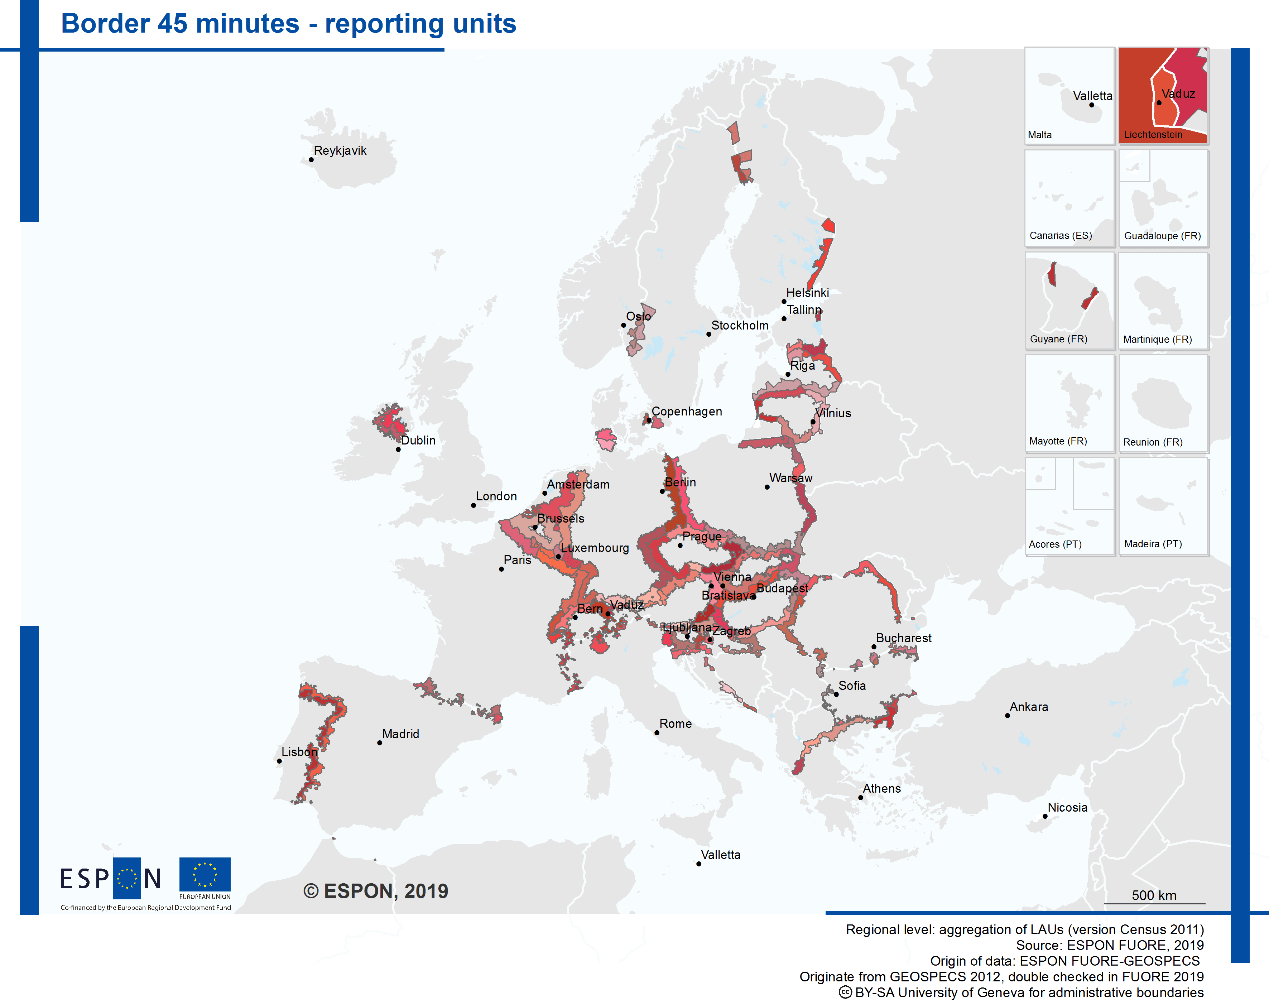 Border 45 minutes - reporting units
Valletta
Malta
Vaduz
Liechtenstein
Reykjavik
Canarias (ES)
Guadaloupe (FR)
Guyane (FR)
Martinique (FR)
Mayotte (FR)
Reunion (FR)
Acores (PT)
Madeira (PT)
Helsinki
Tallinn
Oslo
Stockholm
Riga
Copenhagen
Vilnius
Dublin
Berlin
Warsaw
Amsterdam
London
Brussels
Prague
Luxembourg
Paris
Vienna
Budapest
Bratislava
Bern
Vaduz
Ljubljana
Zagreb
Bucharest
Sofia
Ankara
Rome
Madrid
Lisbon
Athens
Nicosia
Valletta
ESPON
EUROPEAN UNION
Co-financed by the European Regional Development Fund
© ESPON, 2019
500 km
Regional level: aggregation of LAUs (version Census 2011)
Source: ESPON FUORE, 2019
Origin of data: ESPON FUORE-GEOSPECS
Originate from GEOSPECS 2012, double checked in FUORE 2019
cc BY-SA University of Geneva for administrative boundaries